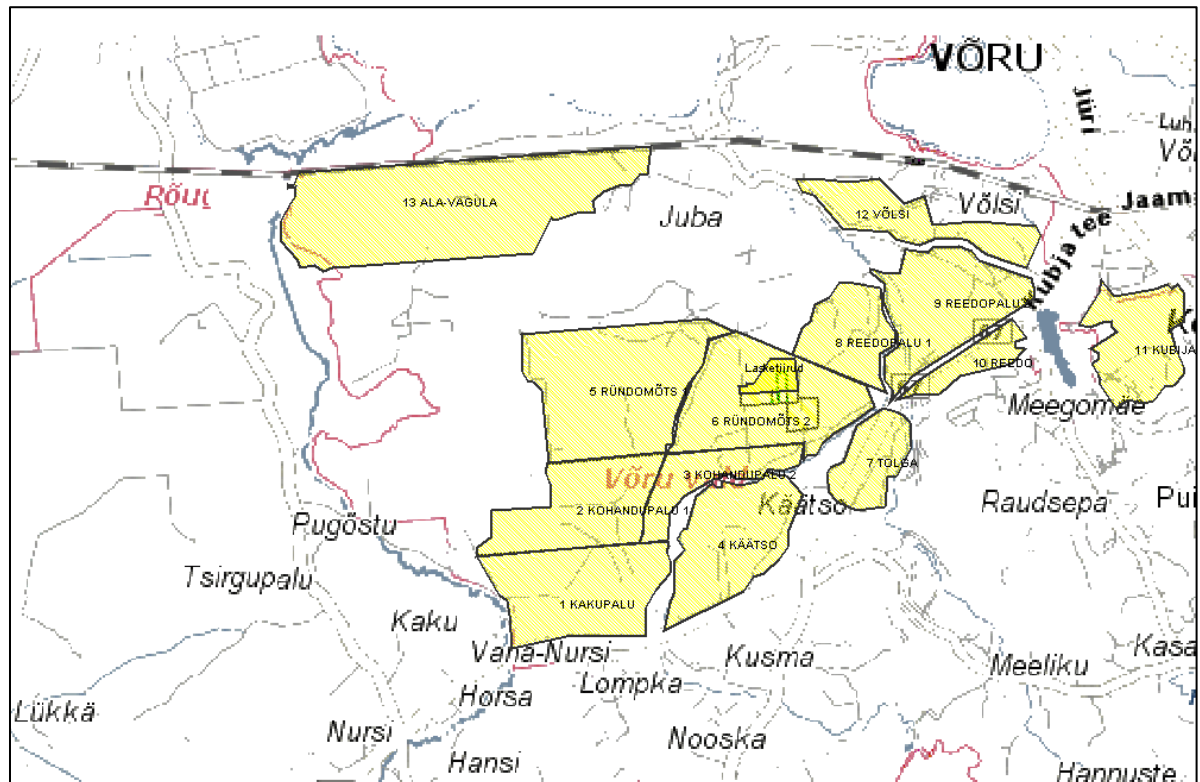 VÕRU
Jüri
Luh
Võ
Rõug
13 ALA-VAGULA
Juba
12 VÕLSI
Võlsi
Jaam
Kubja tee
9 REEDOPALU
8 REEDOPALU 1
10 REEDO
11 KUBIJA
Meegomäe
Lasketiirud
5 RÜNDOMÕTS
6 RÜNDOMÕTS 2
7 TOLGA
3 KOHANDUPALU 2
Võru vald
2 KOHANDUPALU 1
Käätso
Raudsepa
Pui
4 KÄÄTSO
Pugõstu
Tsirgupalu
1 KAKUPALU
Kaku
Vana-Nursi
Kusma
Meeliku
Kasa
Lompka
Horsa
Lükkä
Nursi
Nooska
Hansi
Hannuste